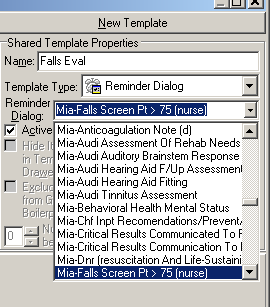 New Template
Shared Template Properties
Name: Falls Eval
Template Type: Reminder Dialog
Reminder Dialog: Mia-Falls Screen Pt > 75 (nurse)
Active
Mia-Anticoagulation Note (d)
Mia-Audi Assessment Of Rehab Needs
Mia-Audi Auditory Brainstem Response
Mia-Audi Hearing Aid F/Up Assessment
Mia-Audi Hearing Aid Fitting
Mia-Audi Tinnitus Assessment
Mia-Behavioral Health Mental Status
Mia-Chf Inpt Recomendations/Prevent
Mia-Critical Results Communicated To F
Mia-Critical Results Communication To
Mia-Dnr (resuscitation And Life-Sustaini
Mia-Falls Screen Pt > 75 (nurse)
Hide It
in Tem
Drawe
Exclud
from G
Boilerp
0 Nu
be